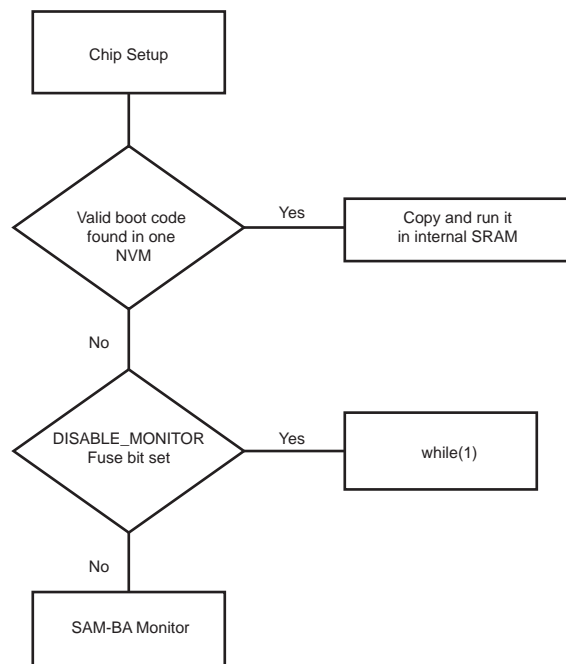 Chip Setup
Valid boot code
found in one
NVM
Yes
Copy and run it
in internal SRAM
No
DISABLE_MONITOR
Fuse bit set
Yes
while(1)
No
SAM-BA Monitor